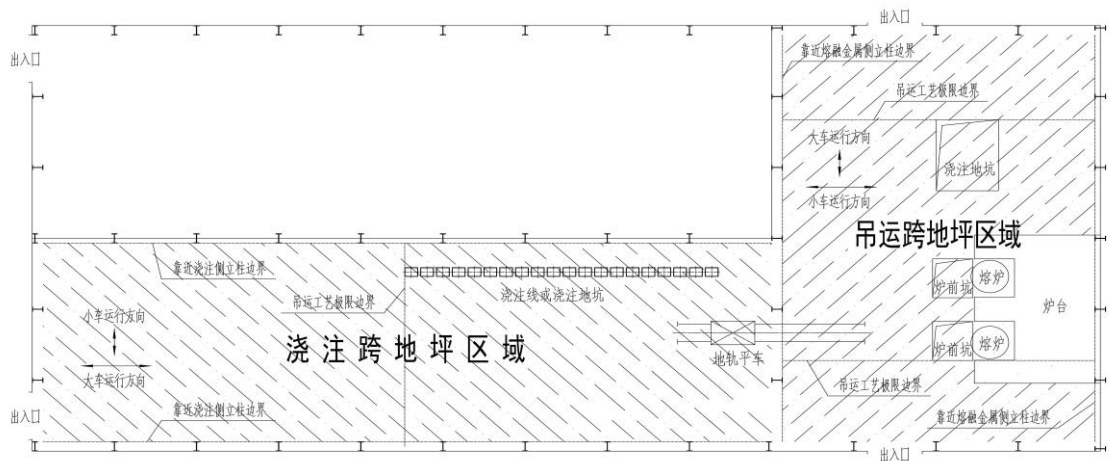 出入口
出入口
靠近熔融金属侧立柱边界
吊运工艺极限边界
大车运行方向
小车运行方向
浇注地坑
吊运跨地坪区域
靠近浇注侧立柱边界
吊运工艺极限边界
浇注线或浇注地坑
炉前坑
熔炉
炉台
小车运行方向
大车运行方向
浇注跨地坪区域
地轨平车
炉前坑
熔炉
吊运工艺极限边界
出入口
靠近浇注侧立柱边界
靠近熔融金属侧立柱边界
出入口